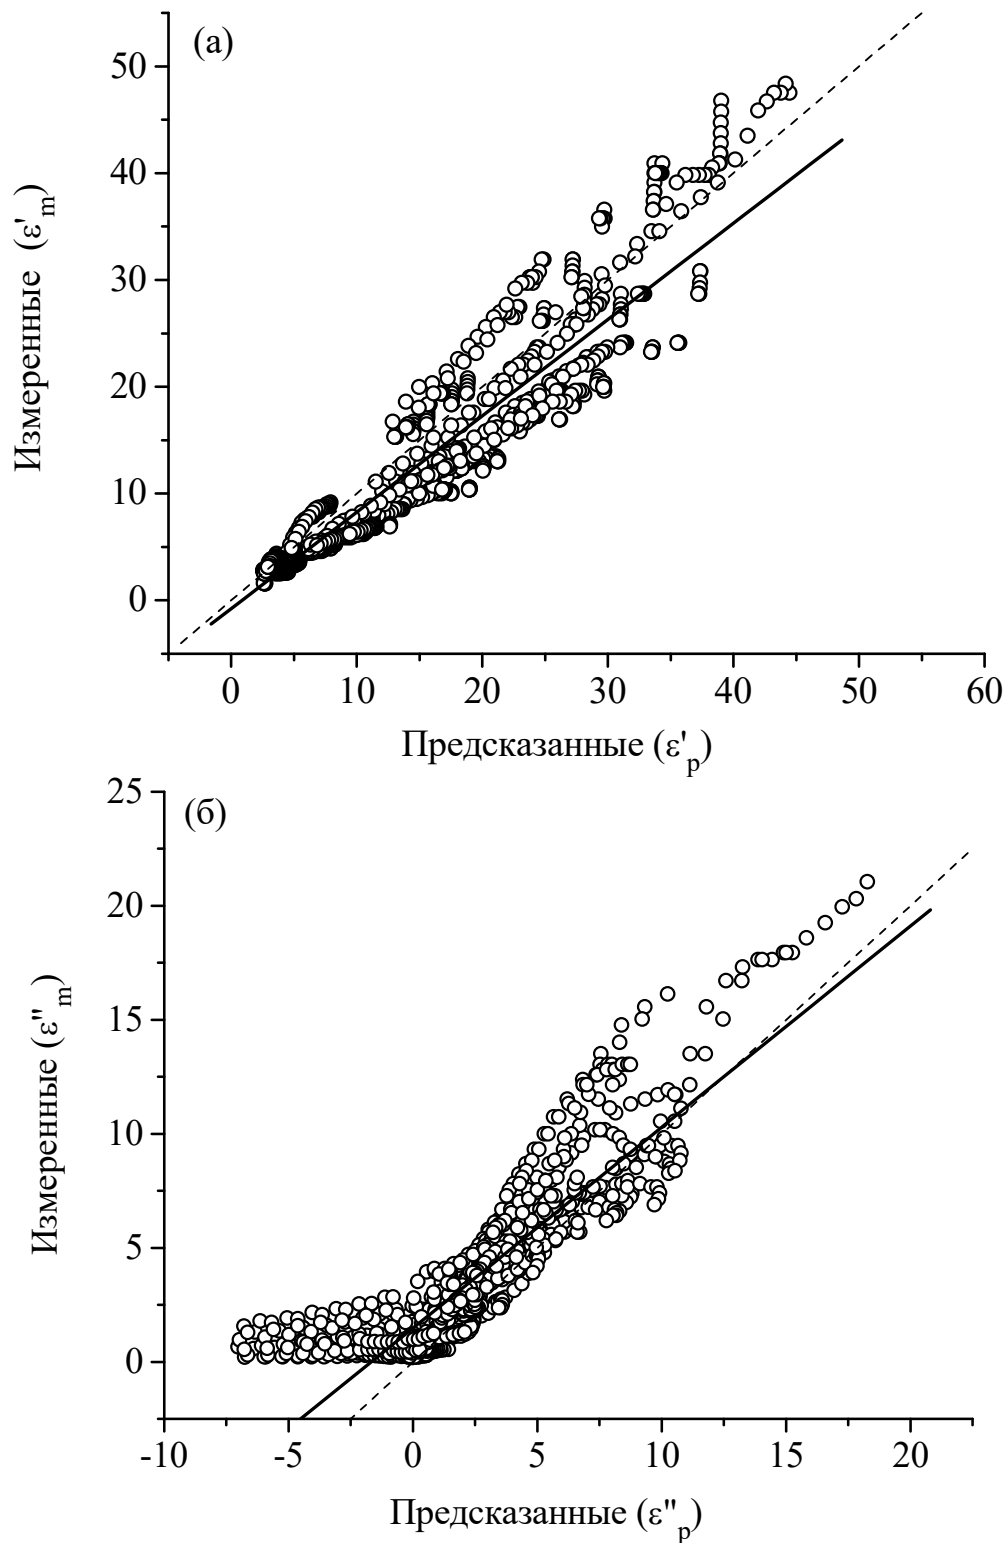 (а)
50
40
30
20
10
0
Измеренные (ε'm)
0 10 20 30 40 50 60
Предсказанные (ε'p)
25
(б)
20
15
10
5
0
Измеренные (ε"m)
-10 -5 0 5 10 15 20
Предсказанные (ε"p)